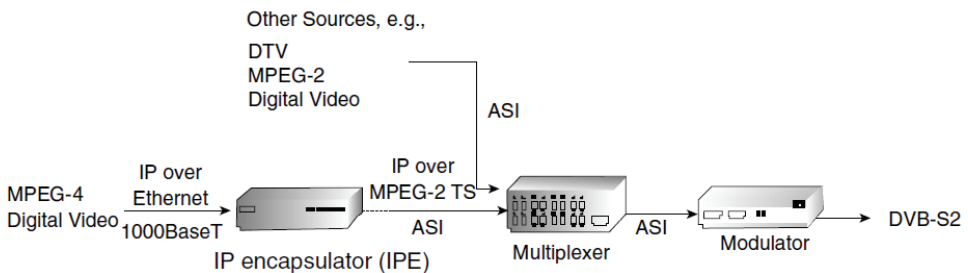 Other Sources, e.g.,
DTV
MPEG-2
Digital Video
ASI
MPEG-4
Digital Video
IP over
Ethernet
1000BaseT
IP encapsulator (IPE)
IP over
MPEG-2 TS
ASI
Multiplexer
ASI
Modulator
DVB-S2